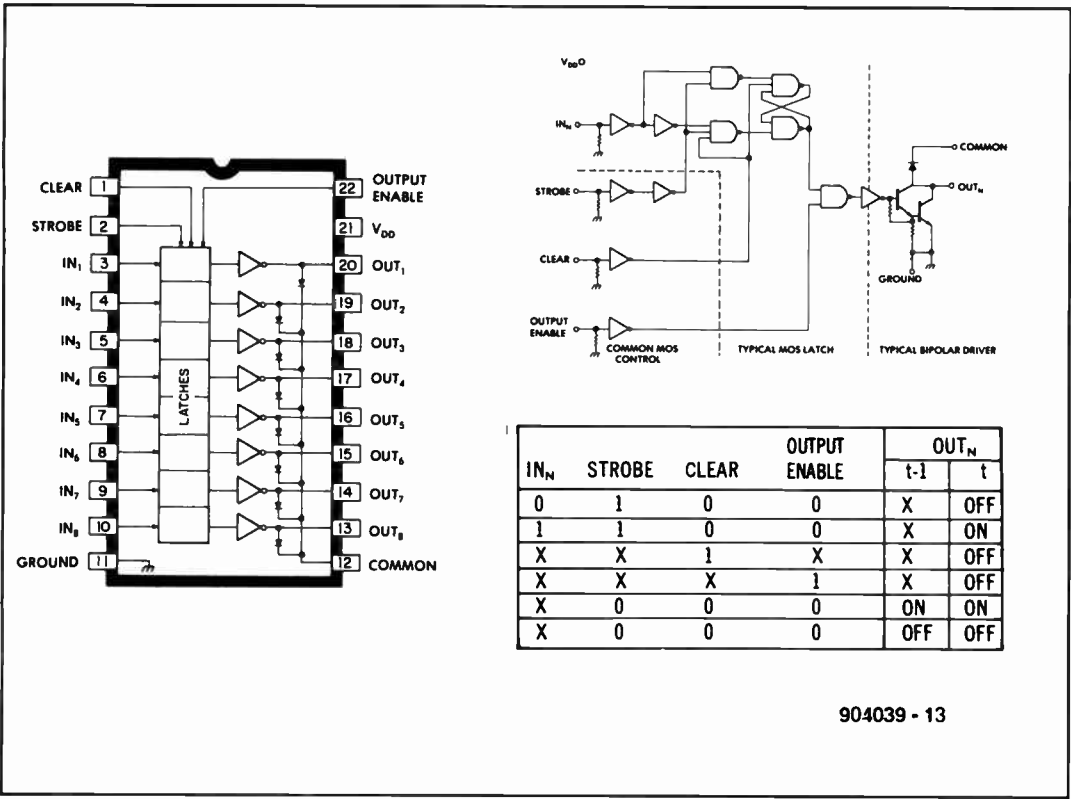 CLEAR 1
STROBE 2
IN₁ 3
IN₂ 4
IN₃ 5
IN₄ 6
IN₅ 7
IN₆ 8
IN₇ 9
IN₈ 10
GROUND 11
LATCHES
22 OUTPUT ENABLE
21 V_DD
20 OUT₁
19 OUT₂
18 OUT₃
17 OUT₄
16 OUT₅
15 OUT₆
14 OUT₇
13 OUT₈
12 COMMON
V_DD
IN_N
STROBE
CLEAR
OUTPUT
ENABLE
COMMON MOS
CONTROL
TYPICAL MOS LATCH
TYPICAL BIPOLAR DRIVER
COMMON
OUT_N
GROUND
IN_N STROBE CLEAR OUTPUT ENABLE OUT_N
t-1 t
0 1 0 0 X OFF
1 1 0 0 X ON
X X 1 X X OFF
X X X 1 X OFF
X 0 0 0 ON ON
X 0 0 0 OFF OFF
904039 - 13